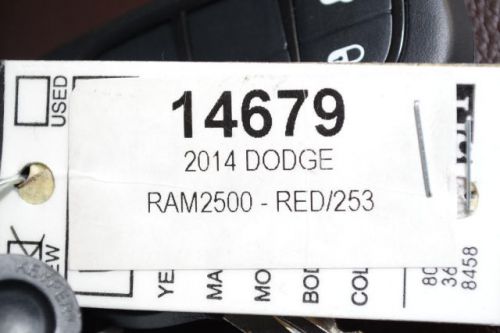 USED
14679
2014 DODGE
RAM2500 - RED/253
YE
MA
MO
BOD
COL
80
36
8458